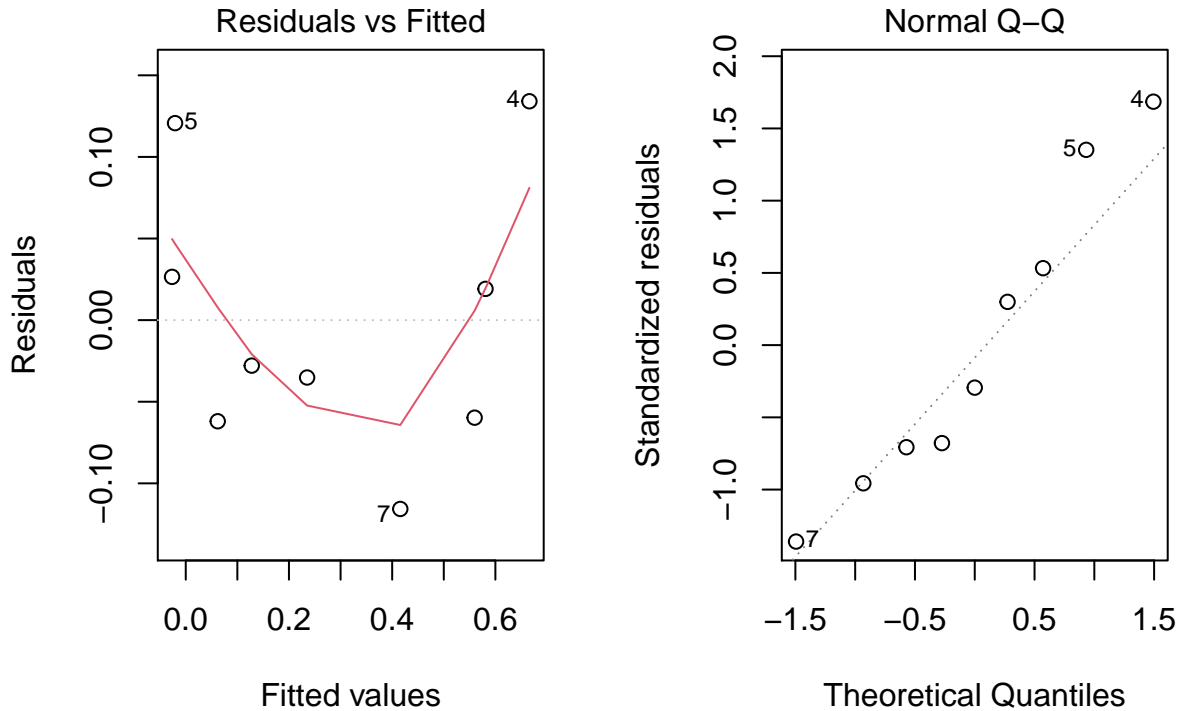 Residuals vs Fitted
Residuals
0.10
0.00
−0.10
5
4
7
0.0 0.2 0.4 0.6
Fitted values
Normal Q−Q
Standardized residuals
2.0
1.5
1.0
0.5
0.0
−1.0
4
5
7
−1.5 −0.5 0.5 1.5
Theoretical Quantiles